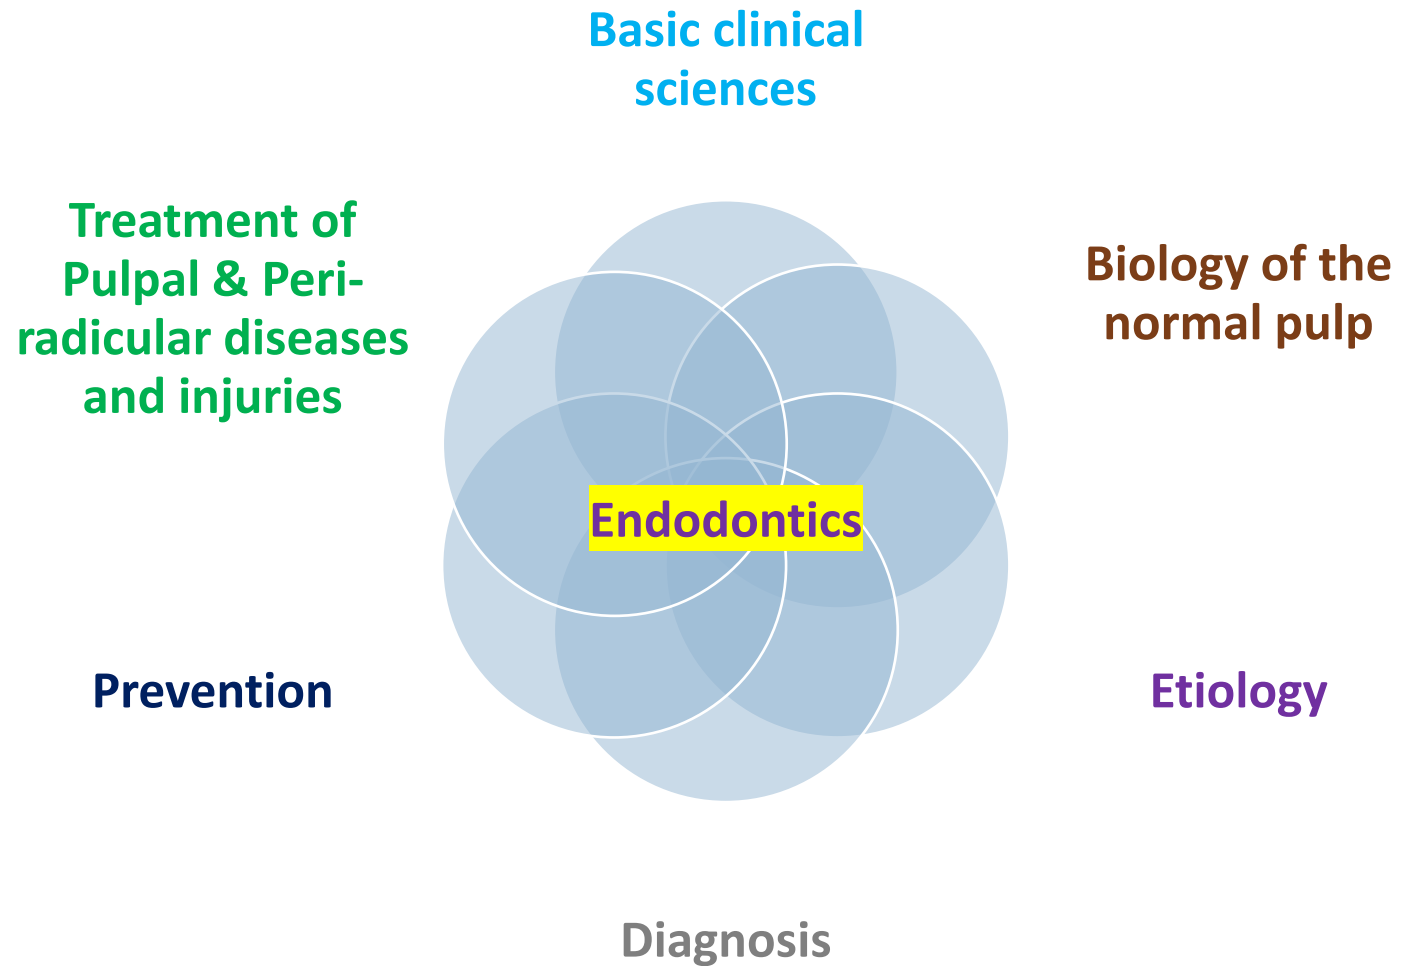 Basic clinical
sciences
Treatment of
Pulpal & Peri-
radicular diseases
and injuries
Biology of the
normal pulp
Endodontics
Prevention
Etiology
Diagnosis